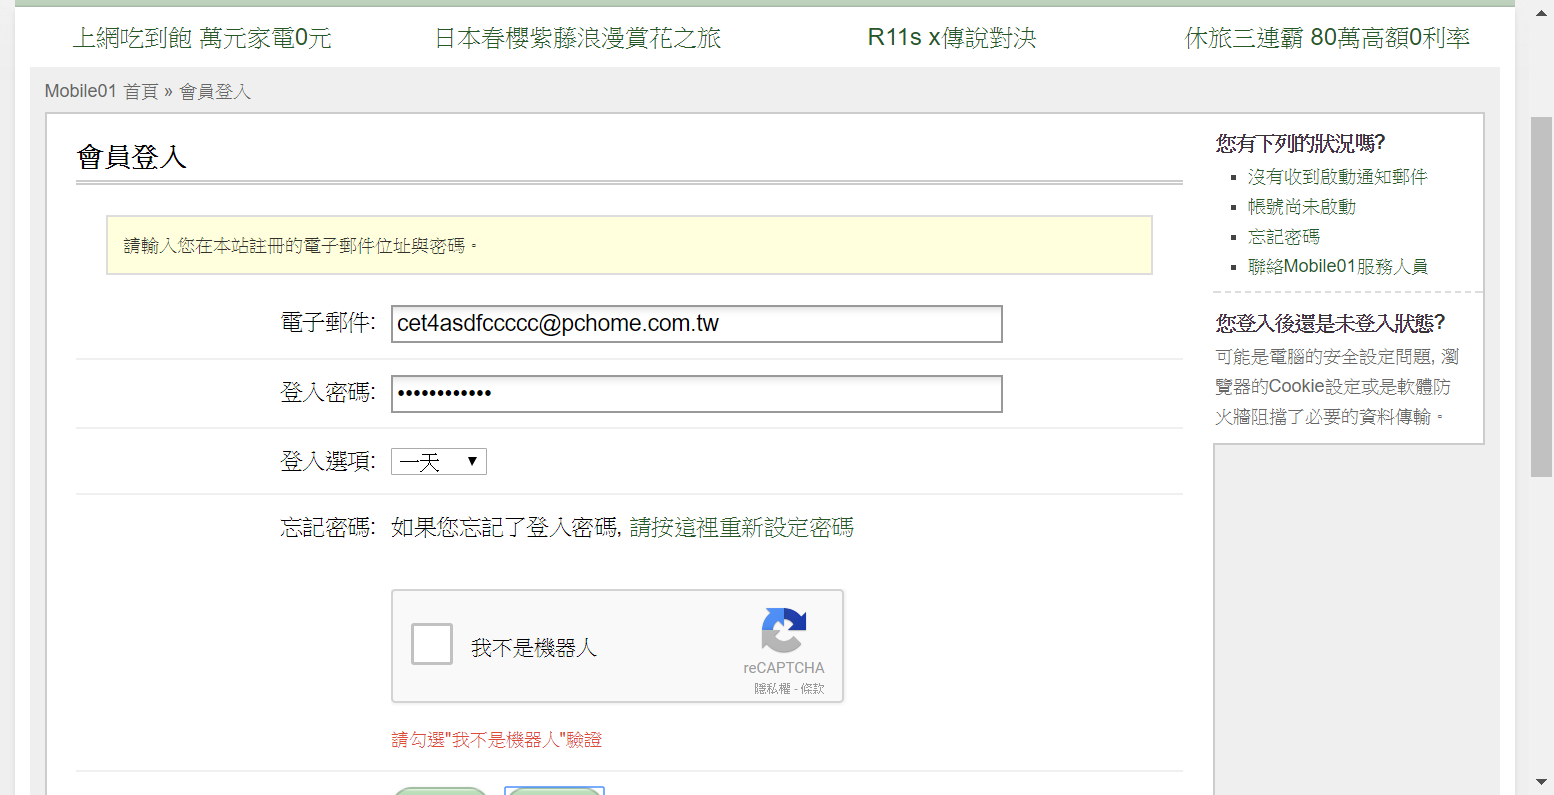 上網吃到飽 萬元家電0元
日本春櫻紫藤浪漫賞花之旅
R11s x傳說對決
休旅三連霸 80萬高額0利率
Mobile01 首頁 » 會員登入
會員登入
請輸入您在本站註冊的電子郵件位址與密碼。
電子郵件: cet4asdfccccc@pchome.com.tw
登入密碼: ••••••••••••
登入選項: 一天
忘記密碼: 如果您忘記了登入密碼, 請按這裡重新設定密碼
我不是機器人
reCAPTCHA
隱私權 - 條款
請勾選"我不是機器人"驗證
您有下列的狀況嗎?
沒有收到啟動通知郵件
帳號尚未啟動
忘記密碼
聯絡Mobile01服務人員
您登入後還是未登入狀態?
可能是電腦的安全設定問題, 瀏
覽器的Cookie設定或是軟體防
火牆阻擋了必要的資料傳輸。